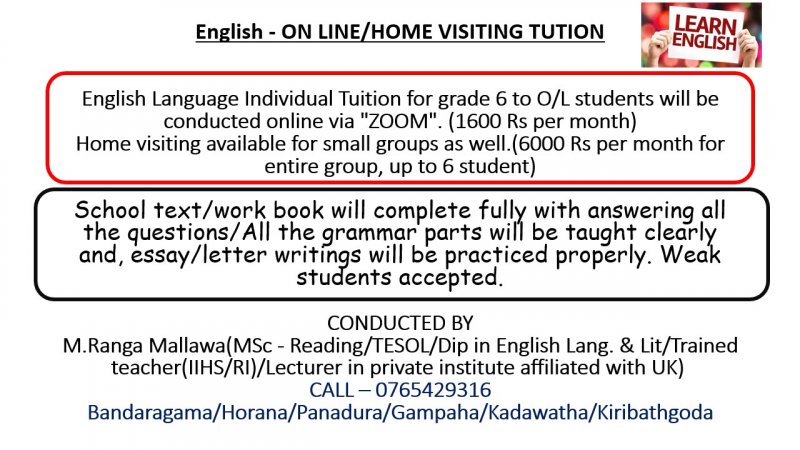 English - ON LINE/HOME VISITING TUTION
LEARN
ENGLISH
English Language Individual Tuition for grade 6 to O/L students will be
conducted online via "ZOOM". (1600 Rs per month)
Home visiting available for small groups as well.(6000 Rs per month for
entire group, up to 6 student)
School text/work book will complete fully with answering all
the questions/All the grammar parts will be taught clearly
and, essay/letter writings will be practiced properly. Weak
students accepted.
CONDUCTED BY
M.Ranga Mallawa(MSc - Reading/TESOL/Dip in English Lang. & Lit/Trained
teacher(IIHS/RI)/Lecturer in private institute affiliated with UK)
CALL – 0765429316
Bandaragama/Horana/Panadura/Gampaha/Kadawatha/Kiribathgoda